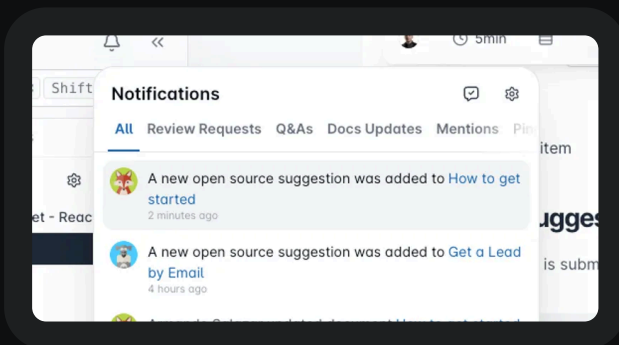 5min
Shift
Notifications
All Review Requests Q&As Docs Updates Mentions
item
A new open source suggestion was added to How to get
started
2 minutes ago
et - Reac
ugges
A new open source suggestion was added to Get a Lead
by Email
is subm
4 hours ago